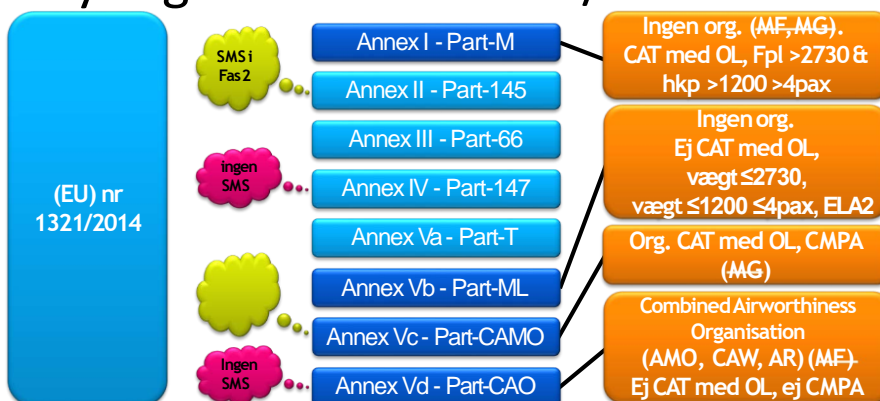 (EU) nr
1321/2014
SMS i
Fas2
ingen
SMS
Ingen
SMS
Annex I - Part-M
Annex II - Part-145
Annex III - Part-66
Annex IV - Part-147
Annex Va - Part-T
Annex Vb - Part-ML
Annex Vc - Part-CAMO
Annex Vd - Part-CAO
Ingen org. (MF,MG).
CAT med OL, Fpl >2730 &
hkp >1200 >4pax
Ingen org.
Ej CAT med OL,
vægt ≤2730,
vægt ≤1200 ≤4pax, ELA2
Org. CAT med OL, CMPA
(MG)
Combined Airworthiness
Organisation
(AMO, CAW, AR) (MF)
Ej CAT med OL, ej CMPA